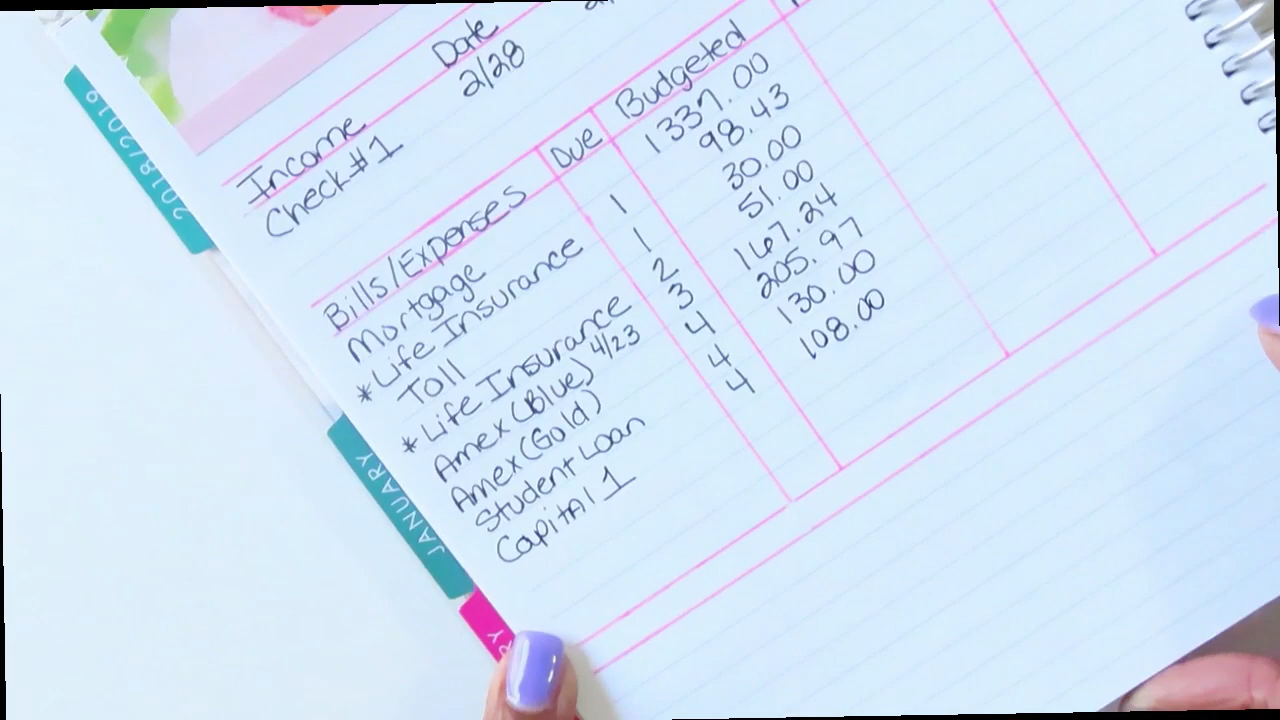 Date
2/28
Income
Check #1
Bills/Expenses Due Budgeted
Mortgage 1 1337.00
*Life Insurance 1 98.43
Toll 2 30.00
*Life Insurance 3 51.00
Amex (Blue) 4/23 4 167.24
Amex (Gold) 4 205.97
Student Loan 4 130.00
Capital 1 108.00
2018/2019
JANUARY